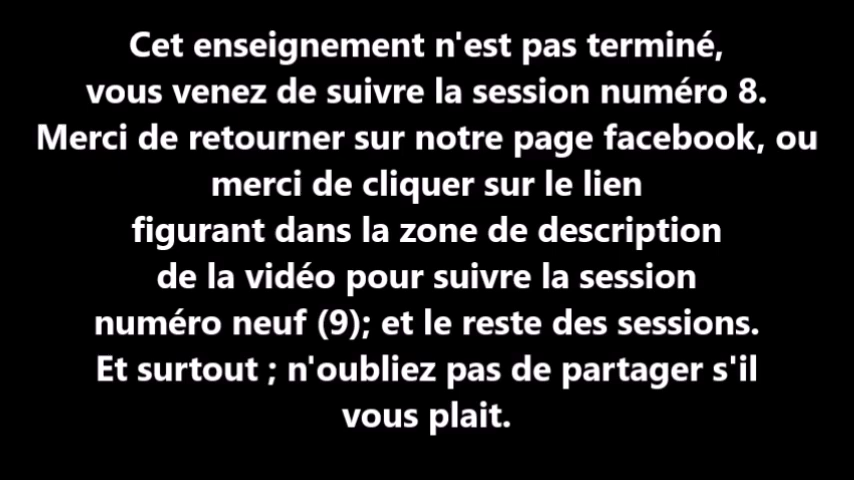 Cet enseignement n'est pas terminé,
vous venez de suivre la session numéro 8.
Merci de retourner sur notre page facebook, ou
merci de cliquer sur le lien
figurant dans la zone de description
de la vidéo pour suivre la session
numéro neuf (9); et le reste des sessions.
Et surtout ; n'oubliez pas de partager s'il
vous plait.